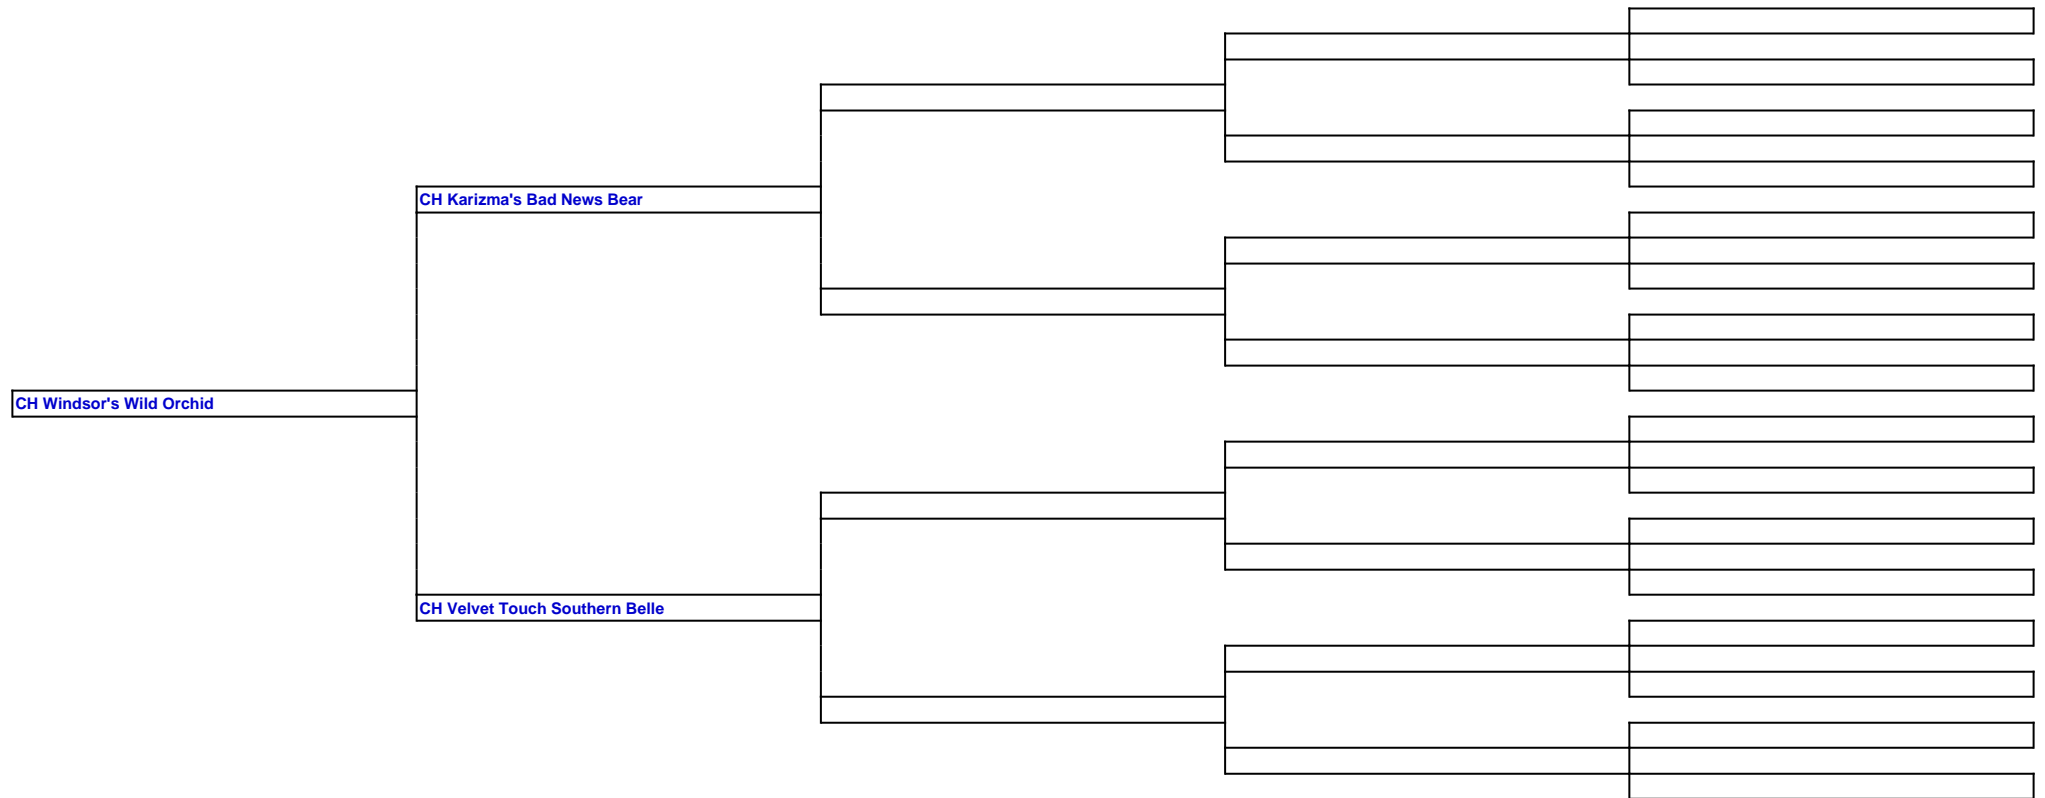 CH Karizma's Bad News Bear
CH Windsor's Wild Orchid
CH Velvet Touch Southern Belle